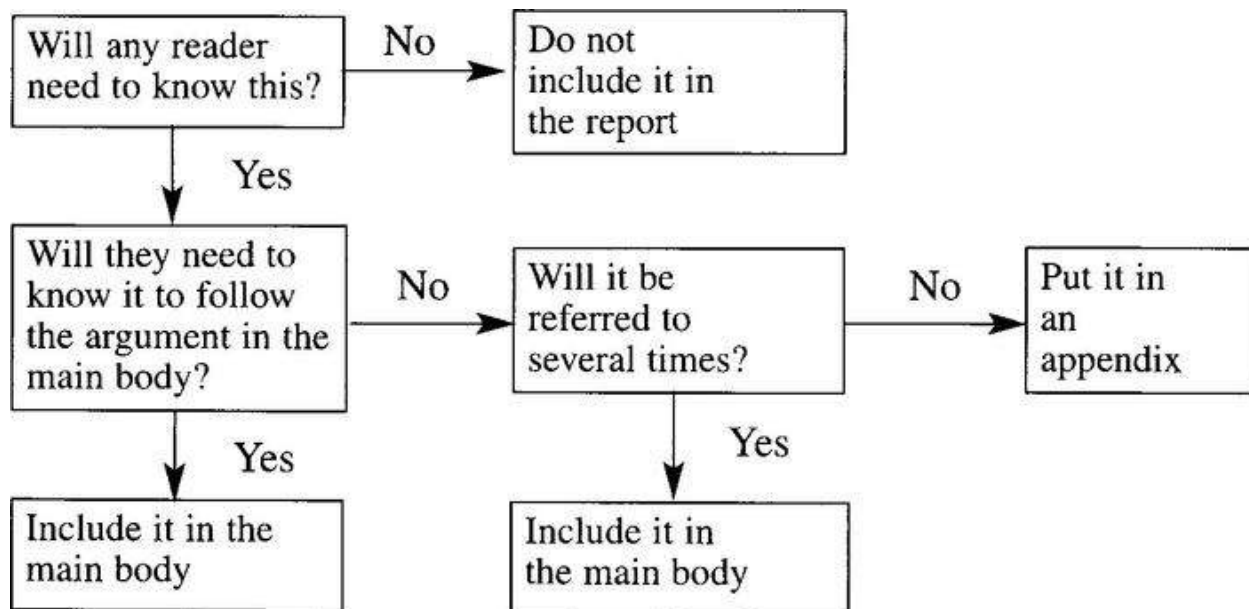 Will any reader
need to know this?
No
Do not
include it in
the report
Yes
Will they need to
know it to follow
the argument in the
main body?
No
Will it be
referred to
several times?
No
Put it in
an
appendix
Yes
Yes
Include it in the
main body
Include it in
the main body